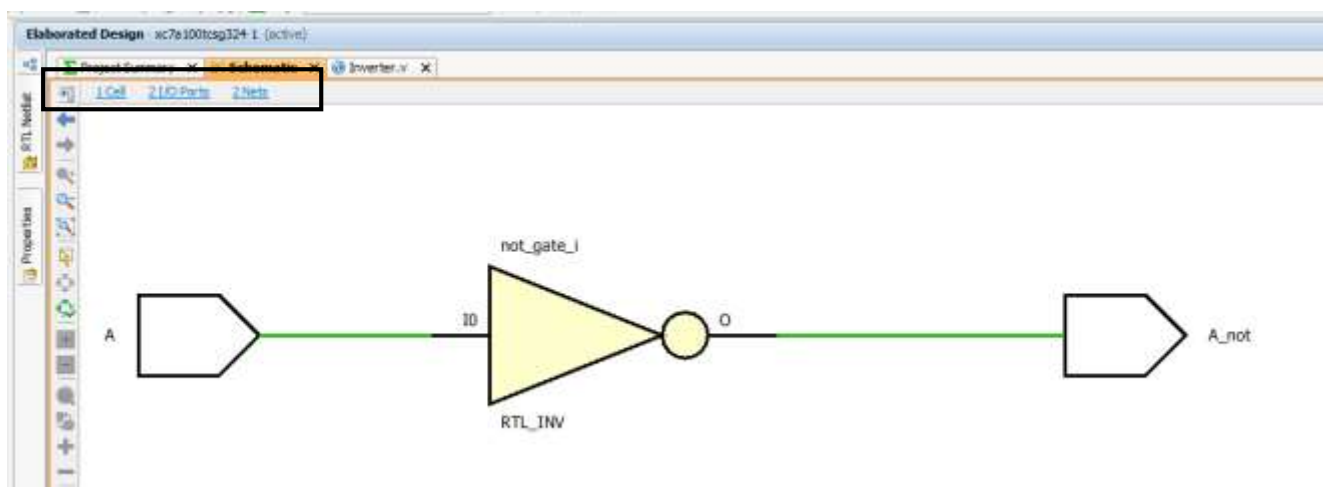 Elaborated Design - xc7a100tcsg324-1 (active)
Project Summary Schematic Inverter.v
1 Cell 2 I/O Ports 2 Nets
RTL Netlist
Properties
not_gate_i
A I0 O A_not
RTL_INV